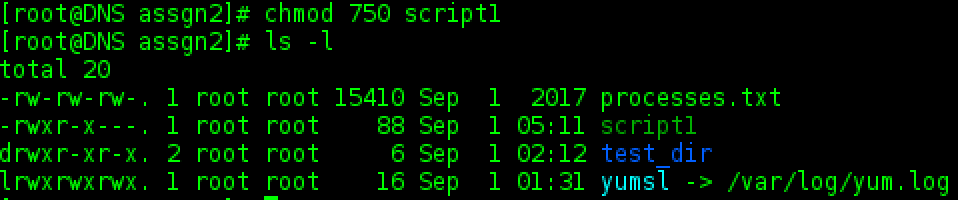 [root@DNS assgn2]# chmod 750 script1
[root@DNS assgn2]# ls -l
total 20
-rw-rw-rw-. 1 root root 15410 Sep  1  2017 processes.txt
-rwxr-x---. 1 root root    88 Sep  1 05:11 script1
drwxr-xr-x. 2 root root     6 Sep  1 02:12 test_dir
lrwxrwxrwx. 1 root root    16 Sep  1 01:31 yumsl -> /var/log/yum.log